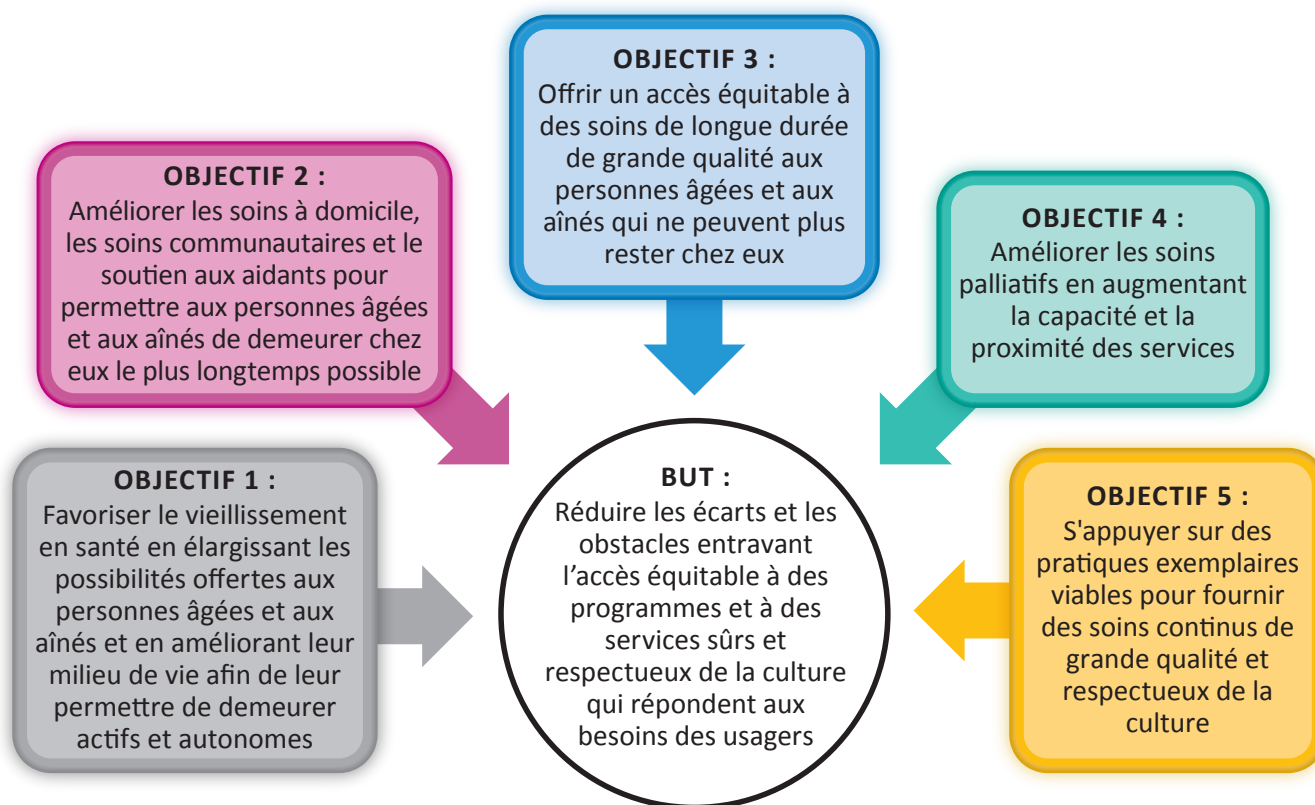 OBJECTIF 1 :
Favoriser le vieillissement
en santé en élargissant les
possibilités offertes aux
personnes âgées et aux
aînés et en améliorant leur
milieu de vie afin de leur
permettre de demeurer
actifs et autonomes
OBJECTIF 2 :
Améliorer les soins à domicile,
les soins communautaires et le
soutien aux aidants pour
permettre aux personnes âgées
et aux aînés de demeurer chez
eux le plus longtemps possible
OBJECTIF 3 :
Offrir un accès équitable à
des soins de longue durée
de grande qualité aux
personnes âgées et aux
aînés qui ne peuvent plus
rester chez eux
OBJECTIF 4 :
Améliorer les soins
palliatifs en augmentant
la capacité et la
proximité des services
OBJECTIF 5 :
S'appuyer sur des
pratiques exemplaires
viables pour fournir
des soins continus de
grande qualité et
respectueux de la
culture
BUT :
Réduire les écarts et les
obstacles entravant
l’accès équitable à des
programmes et à des
services sûrs et
respectueux de la culture
qui répondent aux
besoins des usagers